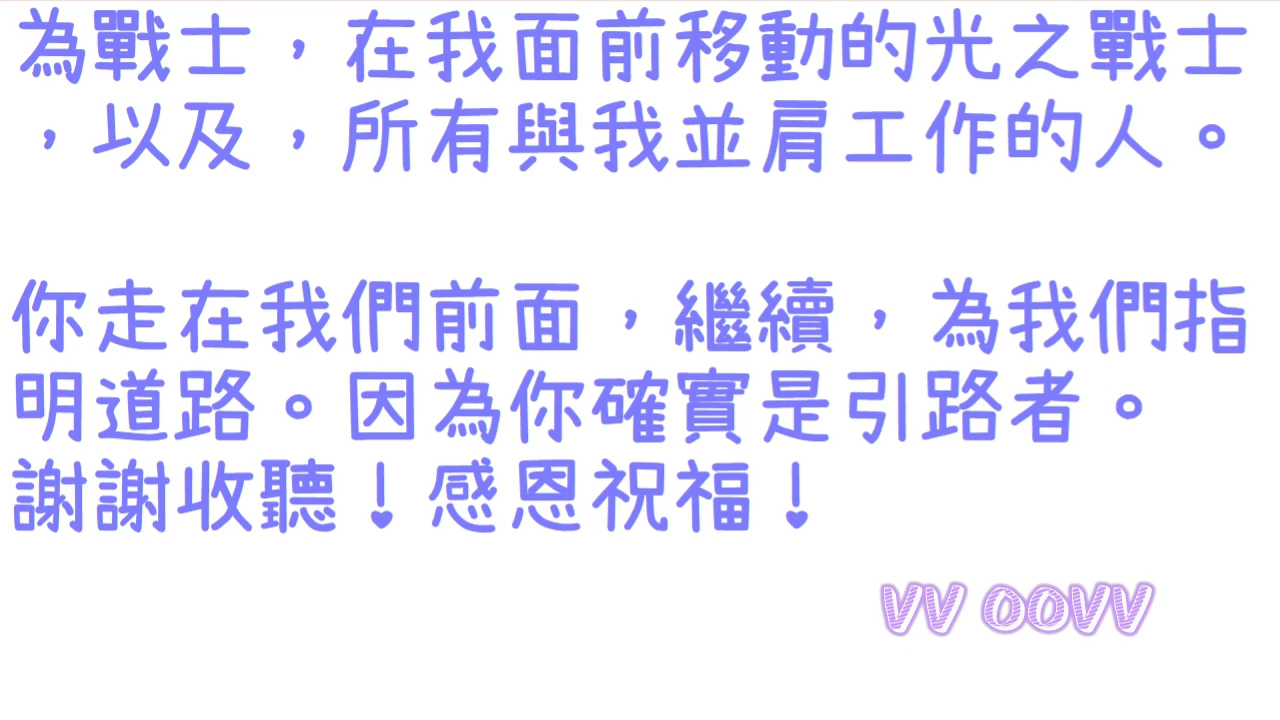 為戰士，在我面前移動的光之戰士
，以及，所有與我並肩工作的人。
你走在我們前面，繼續，為我們指
明道路。因為你確實是引路者。
謝謝收聽！感恩祝福！
VV OOVV